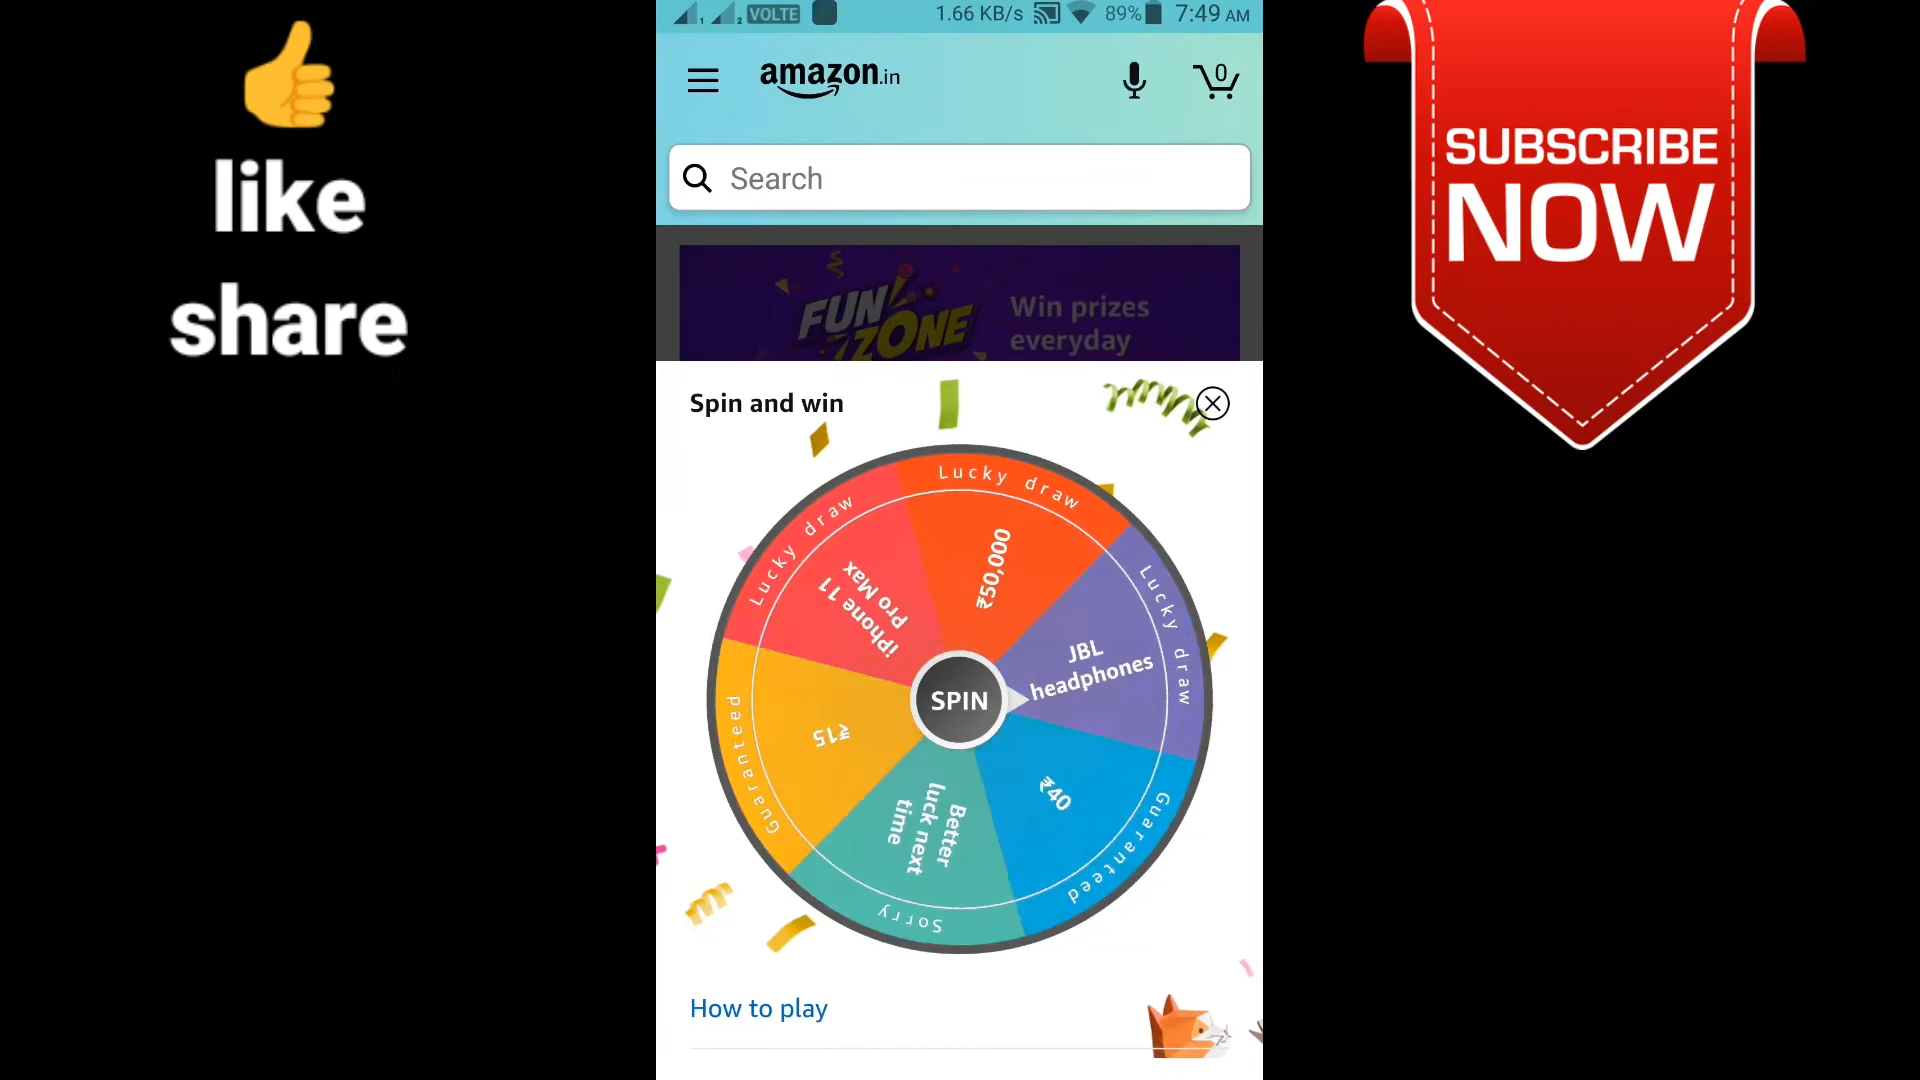 like
share
1
2
VOLTE
1.66 KB/s
89%
7:49 AM
amazon.in
0
Search
FUN
ZONE
Win prizes
everyday
Spin and win
Lucky draw
₹50,000
Lucky draw
JBL
headphones
Guaranteed
₹40
Sorry
Better
luck next
time
Guaranteed
₹15
Lucky draw
iPhone 11
Pro Max
SPIN
How to play
SUBSCRIBE
NOW